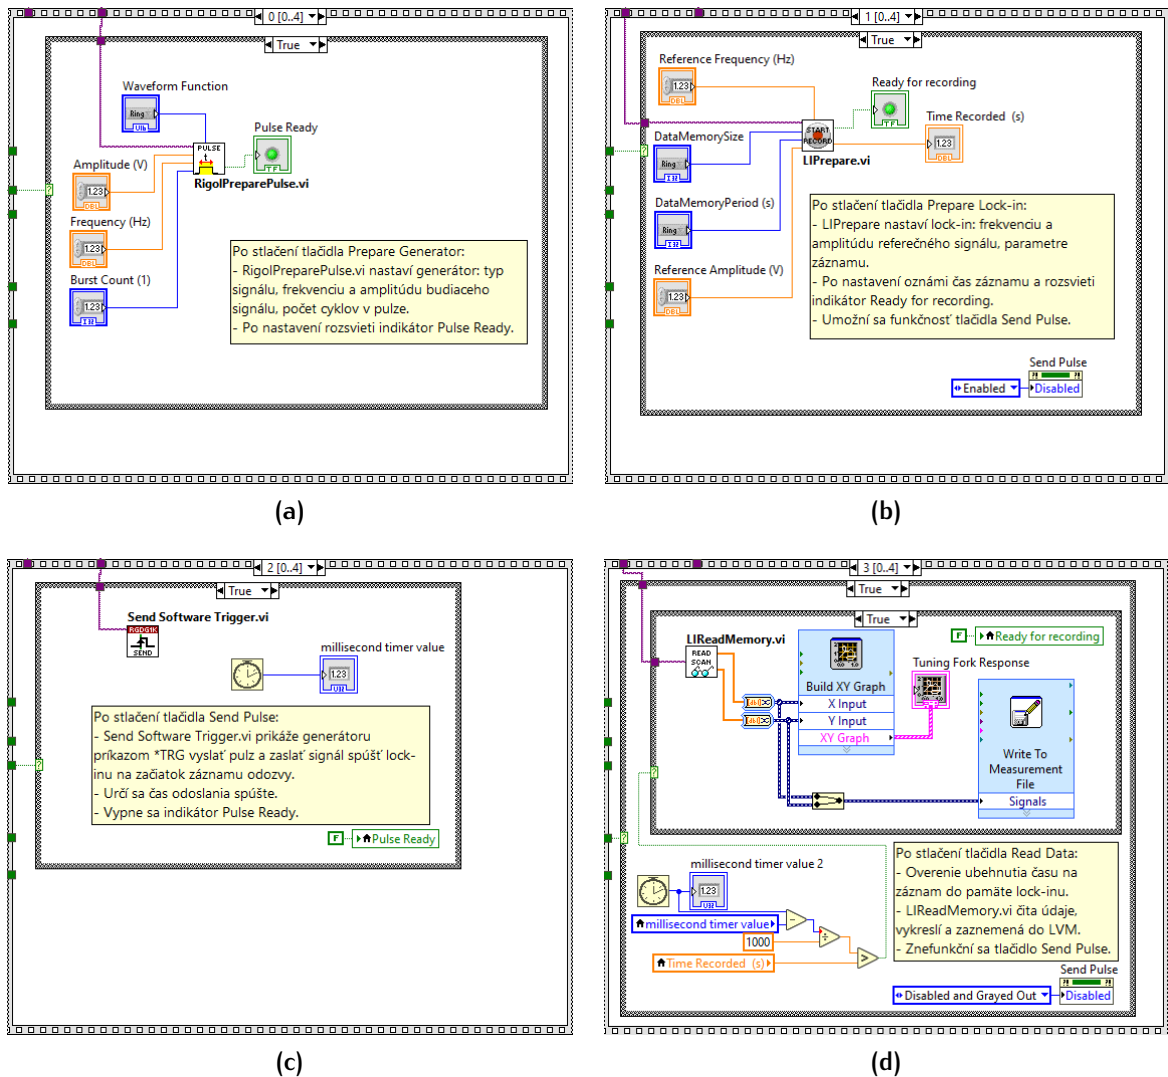 0 [0..4]
True
Waveform Function
Ring
PULSE
t
Pulse Ready
TF
RigolPreparePulse.vi
Amplitude (V)
1.23
DBL
Frequency (Hz)
1.23
DBL
Burst Count (1)
1.23
Po stlačení tlačidla Prepare Generator:
- RigolPreparePulse.vi nastaví generátor: typ
signálu, frekvenciu a amplitúdu budiaceho
signálu, počet cyklov v pulze.
- Po nastavení rozsvieti indikátor Pulse Ready.
(a)
1 [0..4]
True
Reference Frequency (Hz)
1.23
DBL
Ready for recording
TF
START
RECORD
LIPrepare.vi
Time Recorded  (s)
1.23
DBL
DataMemorySize
Ring
DataMemoryPeriod (s)
Ring
Reference Amplitude (V)
1.23
DBL
Po stlačení tlačidla Prepare Lock-in:
- LIPrepare nastaví lock-in: frekvenciu a
amplitúdu referečného signálu, parametre
záznamu.
- Po nastavení oznámi čas záznamu a rozsvieti
indikátor Ready for recording.
- Umožní sa funkčnosť tlačidla Send Pulse.
Send Pulse
Enabled
Disabled
(b)
2 [0..4]
True
Send Software Trigger.vi
RGDG1K
SEND
millisecond timer value
1.23
Po stlačení tlačidla Send Pulse:
- Send Software Trigger.vi prikáže generátoru
príkazom *TRG vyslať pulz a zaslať signál spúšť lock-
inu na začiatok záznamu odozvy.
- Určí sa čas odoslania spúšte.
- Vypne sa indikátor Pulse Ready.
F
Pulse Ready
(c)
3 [0..4]
True
True
LIReadMemory.vi
READ
SCAN
Build XY Graph
X Input
Y Input
XY Graph
F
Ready for recording
Tuning Fork Response
Write To
Measurement
File
Signals
millisecond timer value 2
1.23
millisecond timer value
1000
Time Recorded  (s)
Po stlačení tlačidla Read Data:
- Overenie ubehnutia času na
záznam do pamäte lock-inu.
- LIReadMemory.vi čita údaje,
vykreslí a zaznemená do LVM.
- Znefunkční sa tlačidlo Send Pulse.
Send Pulse
Disabled and Grayed Out
Disabled
(d)